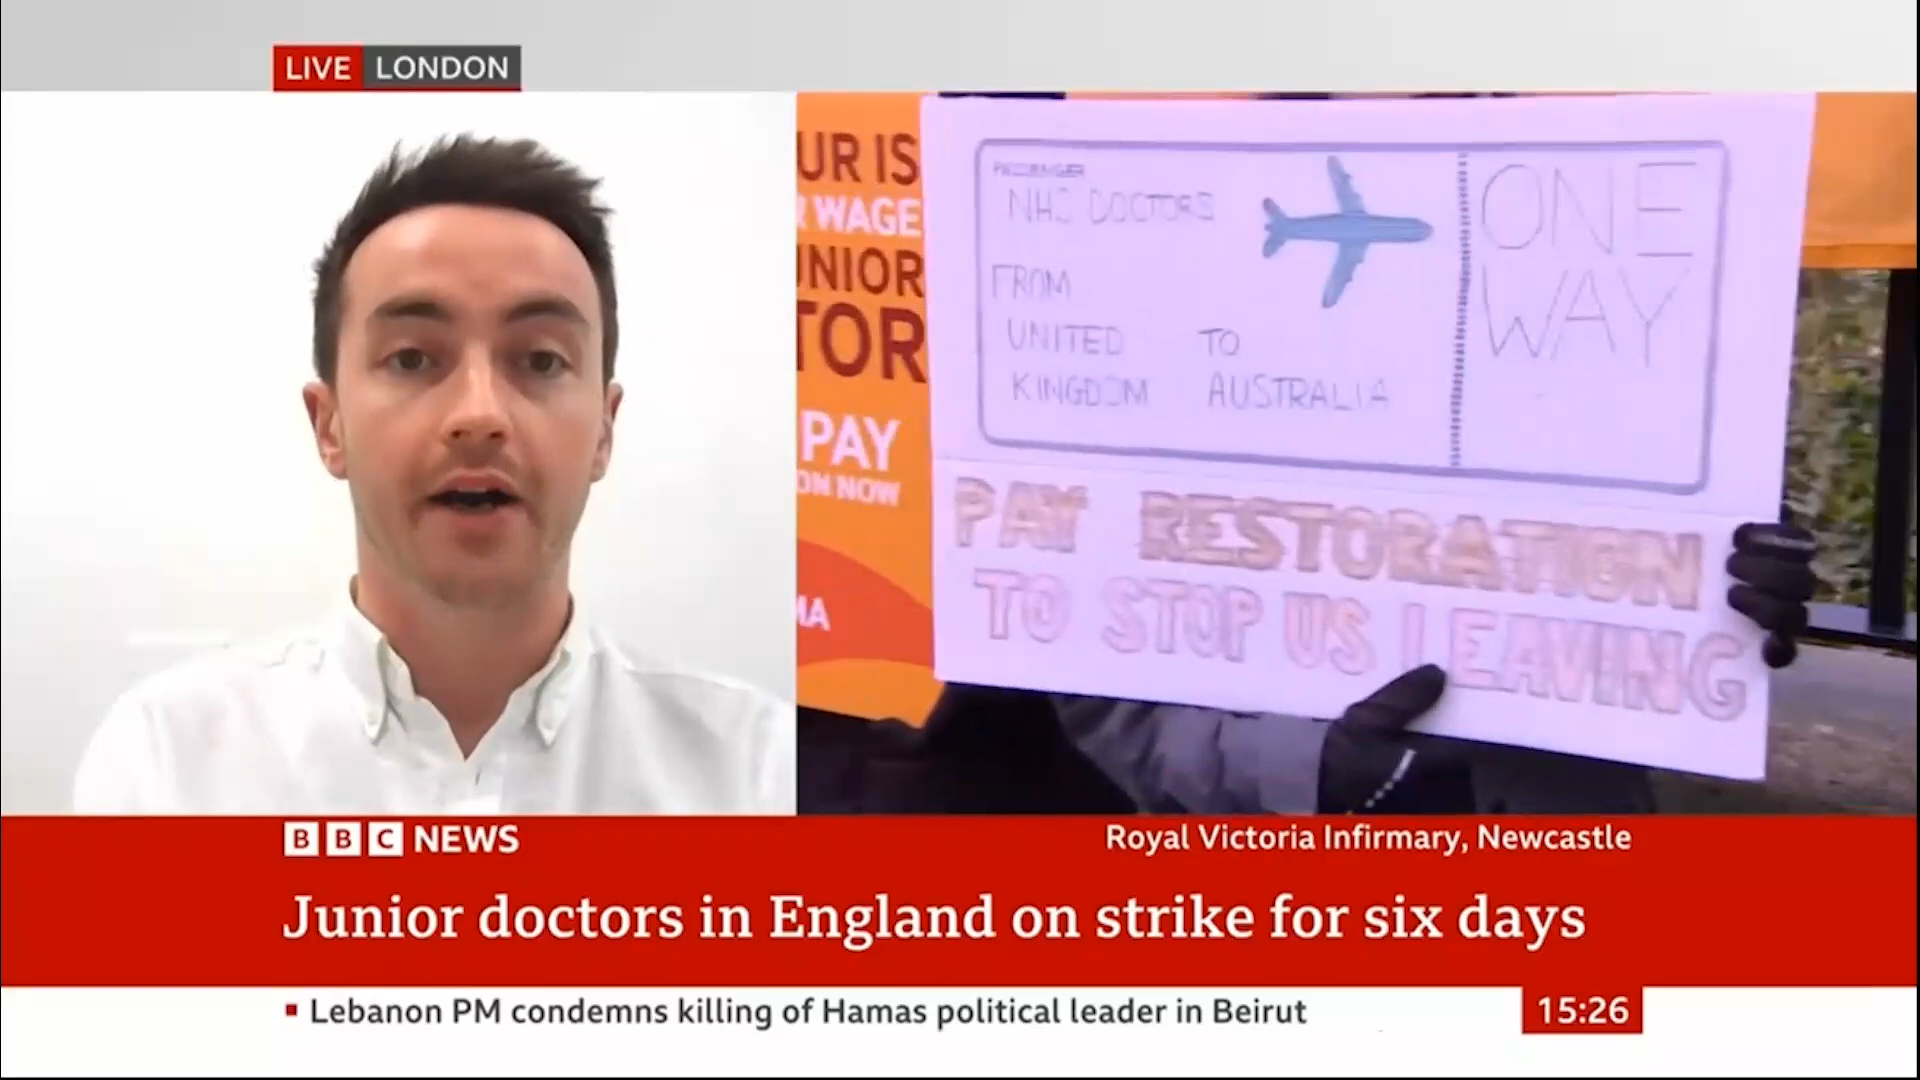 LIVE LONDON
UR IS
WAGE
NIOR
TOR
PAY
ON NOW
MA
PASSENGER
NHS DOCTORS
FROM
UNITED TO
KINGDOM AUSTRALIA
ONE
WAY
PAY RESTORATION
TO STOP US LEAVING
BBC NEWS
Royal Victoria Infirmary, Newcastle
Junior doctors in England on strike for six days
Lebanon PM condemns killing of Hamas political leader in Beirut
15:26